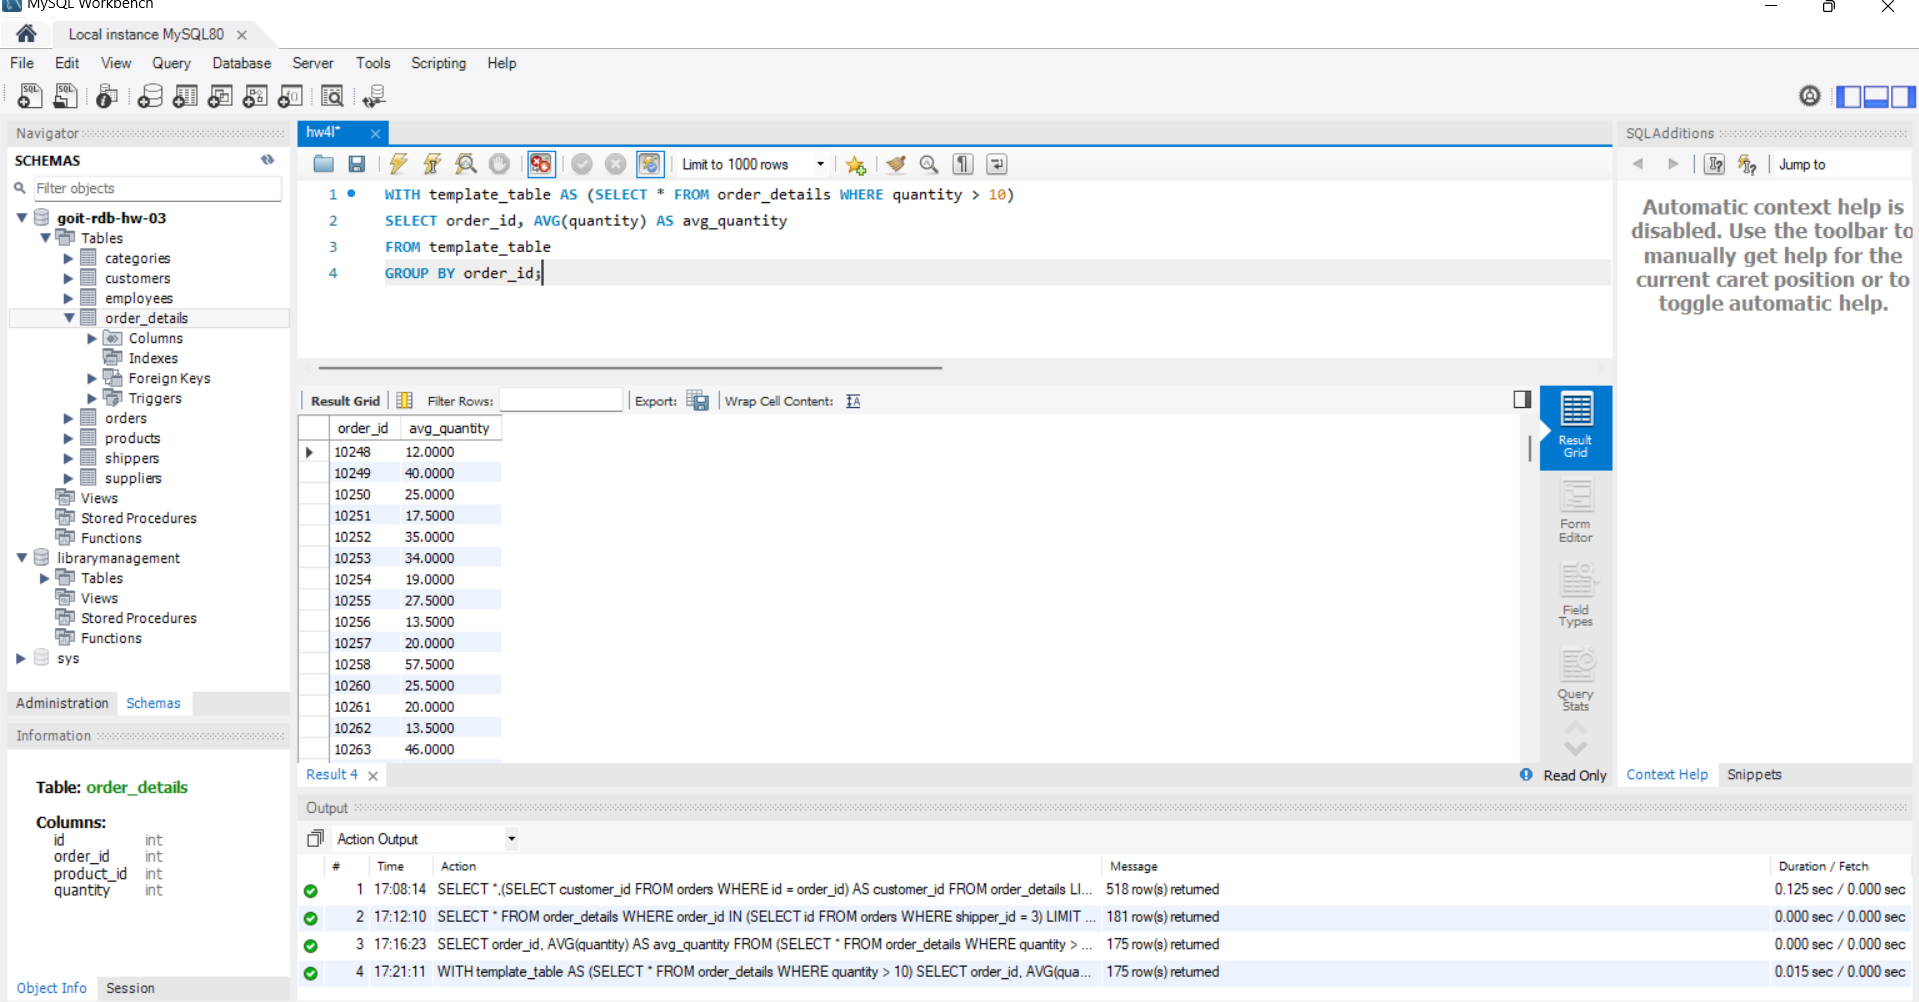 MySQL Workbench
Local instance MySQL80
File Edit View Query Database Server Tools Scripting Help
Navigator
SCHEMAS
Filter objects
goit-rdb-hw-03
Tables
categories
customers
employees
order_details
Columns
Indexes
Foreign Keys
Triggers
orders
products
shippers
suppliers
Views
Stored Procedures
Functions
librarymanagement
Tables
Views
Stored Procedures
Functions
sys
Administration Schemas
Information
Table: order_details
Columns:
id int
order_id int
product_id int
quantity int
Object Info Session
hw4l*
Limit to 1000 rows
1 WITH template_table AS (SELECT * FROM order_details WHERE quantity > 10)
2 SELECT order_id, AVG(quantity) AS avg_quantity
3 FROM template_table
4 GROUP BY order_id;
Result Grid Filter Rows: Export: Wrap Cell Content:
order_id avg_quantity
10248 12.0000
10249 40.0000
10250 25.0000
10251 17.5000
10252 35.0000
10253 34.0000
10254 19.0000
10255 27.5000
10256 13.5000
10257 20.0000
10258 57.5000
10260 25.5000
10261 20.0000
10262 13.5000
10263 46.0000
Result
Grid
Form
Editor
Field
Types
Query
Stats
Result 4
Read Only
SQLAdditions
Jump to
Automatic context help is
disabled. Use the toolbar to
manually get help for the
current caret position or to
toggle automatic help.
Context Help Snippets
Output
Action Output
# Time Action Message Duration / Fetch
1 17:08:14 SELECT *,(SELECT customer_id FROM orders WHERE id = order_id) AS customer_id FROM order_details LI... 518 row(s) returned 0.125 sec / 0.000 sec
2 17:12:10 SELECT * FROM order_details WHERE order_id IN (SELECT id FROM orders WHERE shipper_id = 3) LIMIT ... 181 row(s) returned 0.000 sec / 0.000 sec
3 17:16:23 SELECT order_id, AVG(quantity) AS avg_quantity FROM (SELECT * FROM order_details WHERE quantity > ... 175 row(s) returned 0.000 sec / 0.000 sec
4 17:21:11 WITH template_table AS (SELECT * FROM order_details WHERE quantity > 10) SELECT order_id, AVG(qua... 175 row(s) returned 0.015 sec / 0.000 sec